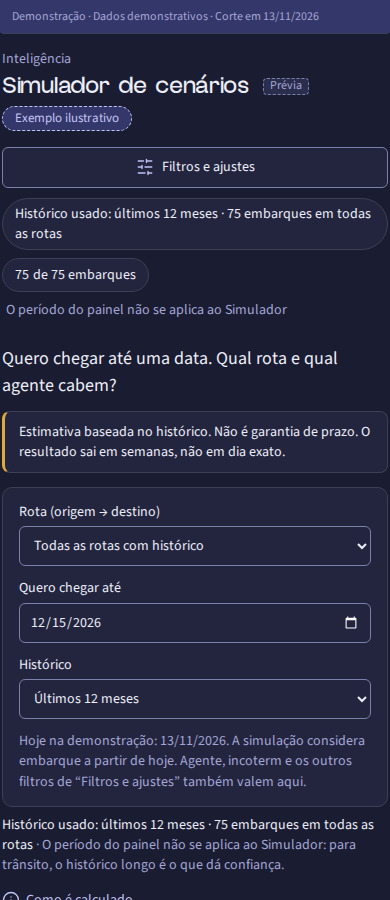 Demonstração · Dados demonstrativos · Corte em 13/11/2026
Inteligência
Simulador de cenários Prévia
Exemplo ilustrativo
Filtros e ajustes
Histórico usado: últimos 12 meses · 75 embarques em todas
as rotas
75 de 75 embarques
O período do painel não se aplica ao Simulador
Quero chegar até uma data. Qual rota e qual
agente cabem?
Estimativa baseada no histórico. Não é garantia de prazo. O
resultado sai em semanas, não em dia exato.
Rota (origem → destino)
Todas as rotas com histórico
Quero chegar até
12/15/2026
Histórico
Últimos 12 meses
Hoje na demonstração: 13/11/2026. A simulação considera
embarque a partir de hoje. Agente, incoterm e os outros
filtros de “Filtros e ajustes” também valem aqui.
Histórico usado: últimos 12 meses · 75 embarques em todas as
rotas · O período do painel não se aplica ao Simulador: para
trânsito, o histórico longo é o que dá confiança.
Como é calculado